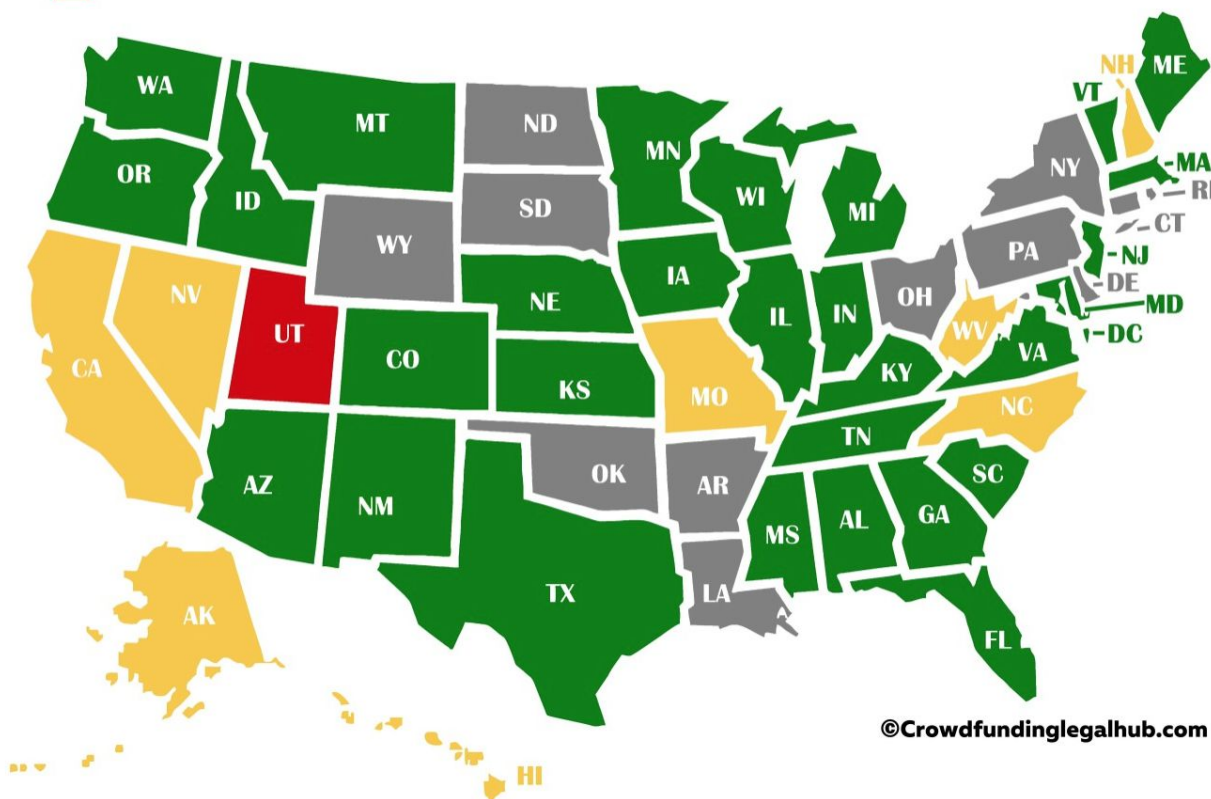 NH
ME
WA
VT
MT
ND
MN
OR
NY
MA
WI
ID
SD
MI
RI
CT
WY
PA
NJ
IA
NV
NE
OH
DE
IL
IN
MD
UT
WV
DC
CO
VA
CA
KY
KS
MO
NC
TN
OK
SC
AZ
AR
NM
GA
AL
MS
TX
LA
AK
FL
©Crowdfundinglegalhub.com
HI